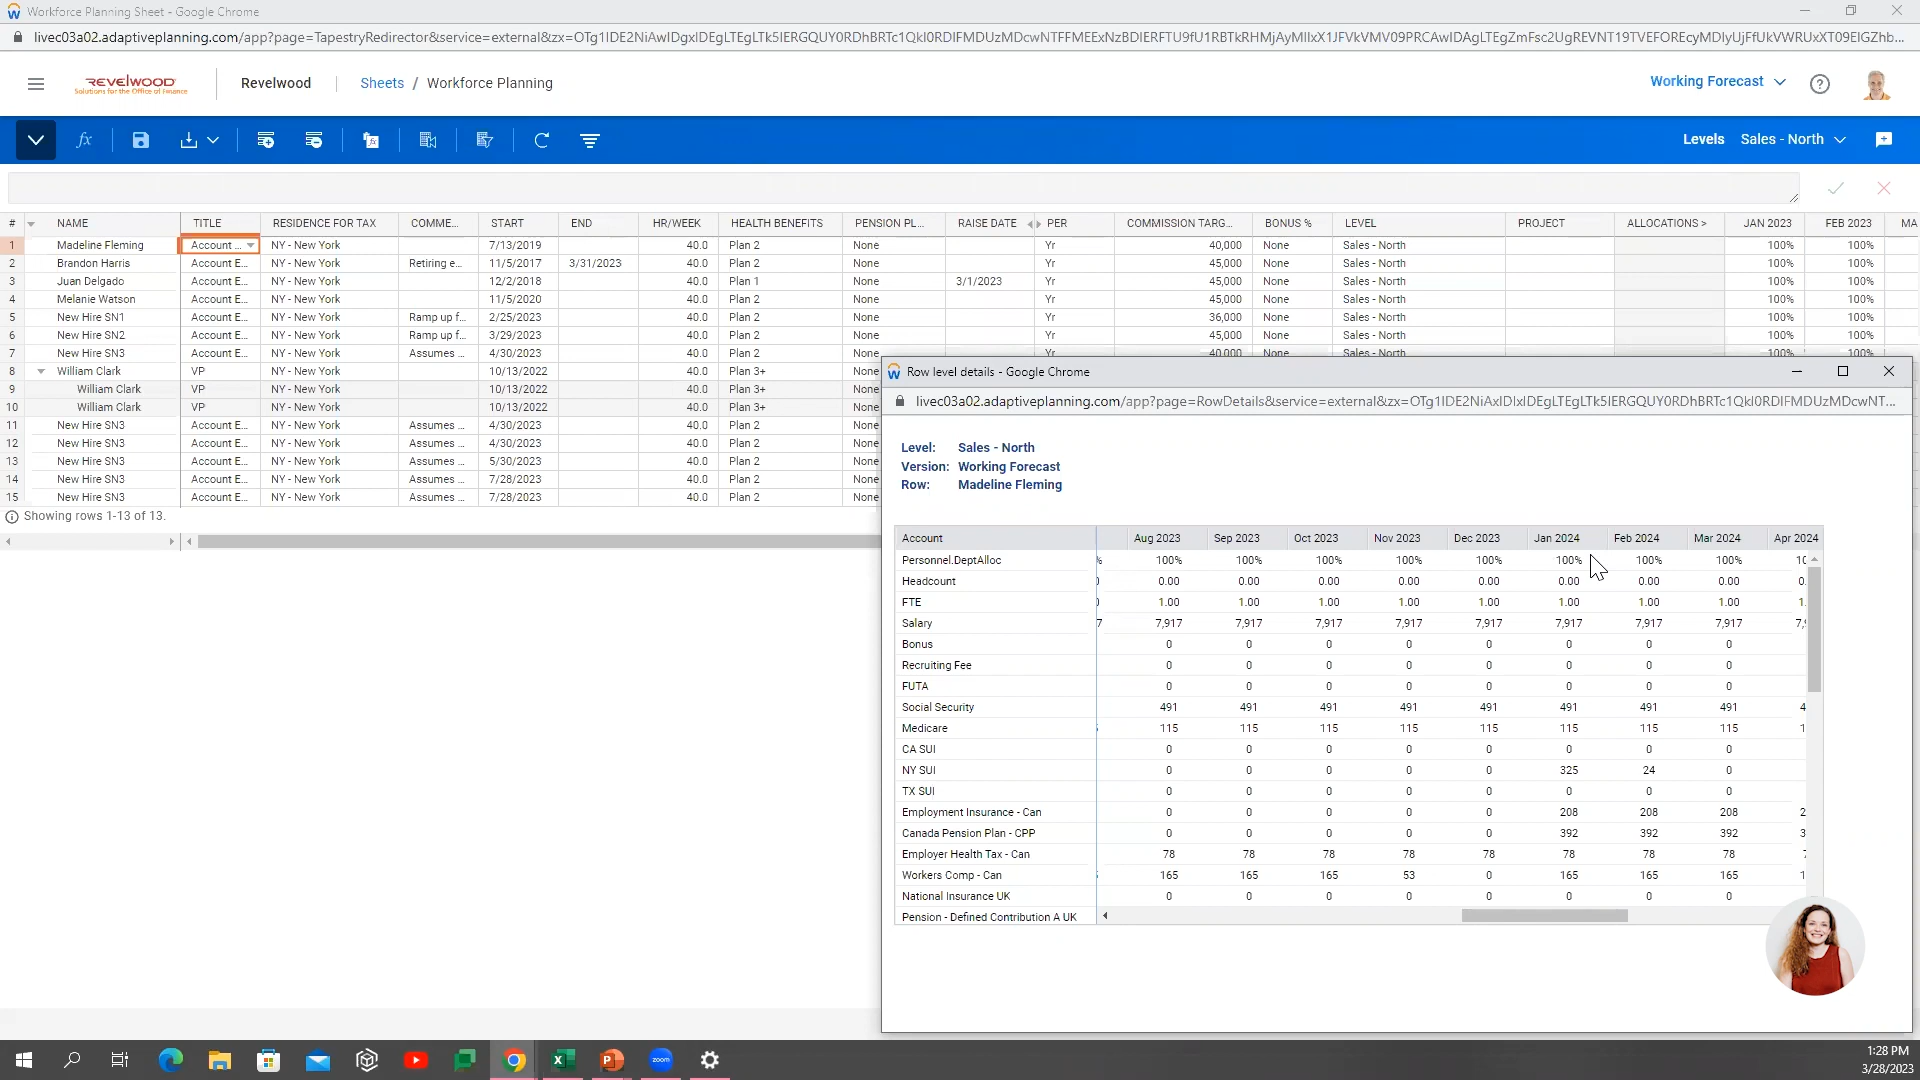 Workforce Planning Sheet - Google Chrome
livec03a02.adaptiveplanning.com/app?page=TapestryRedirector&service=external&zx=
REVELWOOD
Solutions for the Office of Finance
Revelwood
Sheets / Workforce Planning
Working Forecast
fx
Levels Sales - North
# NAME TITLE RESIDENCE FOR TAX COMME... START END HR/WEEK HEALTH BENEFITS PENSION PL... RAISE DATE PER COMMISSION TARG... BONUS % LEVEL PROJECT ALLOCATIONS > JAN 2023 FEB 2023 MA
1 Madeline Fleming Account ... NY - New York 7/13/2019 40.0 Plan 2 None Yr 40,000 None Sales - North 100% 100%
2 Brandon Harris Account E... NY - New York Retiring e... 11/5/2017 3/31/2023 40.0 Plan 2 None Yr 45,000 None Sales - North 100% 100%
3 Juan Delgado Account E... NY - New York 12/2/2018 40.0 Plan 1 None 3/1/2023 Yr 45,000 None Sales - North 100% 100%
4 Melanie Watson Account E... NY - New York 11/5/2020 40.0 Plan 2 None Yr 45,000 None Sales - North 100% 100%
5 New Hire SN1 Account E... NY - New York Ramp up f... 2/25/2023 40.0 Plan 2 None Yr 36,000 None Sales - North 100% 100%
6 New Hire SN2 Account E... NY - New York Ramp up f... 3/29/2023 40.0 Plan 2 None Yr 45,000 None Sales - North 100% 100%
7 New Hire SN3 Account E... NY - New York Assumes ... 4/30/2023 40.0 Plan 2 None Yr 40,000 None Sales - North 100% 100%
8 William Clark VP NY - New York 10/13/2022 40.0 Plan 3+ None
9 William Clark VP NY - New York 10/13/2022 40.0 Plan 3+ None
10 William Clark VP NY - New York 10/13/2022 40.0 Plan 3+ None
11 New Hire SN3 Account E... NY - New York Assumes ... 4/30/2023 40.0 Plan 2 None
12 New Hire SN3 Account E... NY - New York Assumes ... 4/30/2023 40.0 Plan 2 None
13 New Hire SN3 Account E... NY - New York Assumes ... 5/30/2023 40.0 Plan 2 None
14 New Hire SN3 Account E... NY - New York Assumes ... 7/28/2023 40.0 Plan 2 None
15 New Hire SN3 Account E... NY - New York Assumes ... 7/28/2023 40.0 Plan 2 None
Showing rows 1-13 of 13.
Row level details - Google Chrome
livec03a02.adaptiveplanning.com/app?page=RowDetails&service=external&zx=
Level: Sales - North
Version: Working Forecast
Row: Madeline Fleming
Account Aug 2023 Sep 2023 Oct 2023 Nov 2023 Dec 2023 Jan 2024 Feb 2024 Mar 2024 Apr 2024
Personnel.DeptAlloc % 100% 100% 100% 100% 100% 100% 100% 100% 10
Headcount 0.00 0.00 0.00 0.00 0.00 0.00 0.00 0.00 0.
FTE 1.00 1.00 1.00 1.00 1.00 1.00 1.00 1.00 1.
Salary 7 7,917 7,917 7,917 7,917 7,917 7,917 7,917 7,917 7,9
Bonus 0 0 0 0 0 0 0 0
Recruiting Fee 0 0 0 0 0 0 0 0
FUTA 0 0 0 0 0 0 0 0
Social Security 491 491 491 491 491 491 491 491 4
Medicare 115 115 115 115 115 115 115 115 1
CA SUI 0 0 0 0 0 0 0 0
NY SUI 0 0 0 0 0 325 24 0
TX SUI 0 0 0 0 0 0 0 0
Employment Insurance - Can 0 0 0 0 0 208 208 208 2
Canada Pension Plan - CPP 0 0 0 0 0 392 392 392 3
Employer Health Tax - Can 78 78 78 78 78 78 78 78 7
Workers Comp - Can 165 165 165 53 0 165 165 165 1
National Insurance UK 0 0 0 0 0 0 0 0
Pension - Defined Contribution A UK
zoom
1:28 PM
3/28/2023